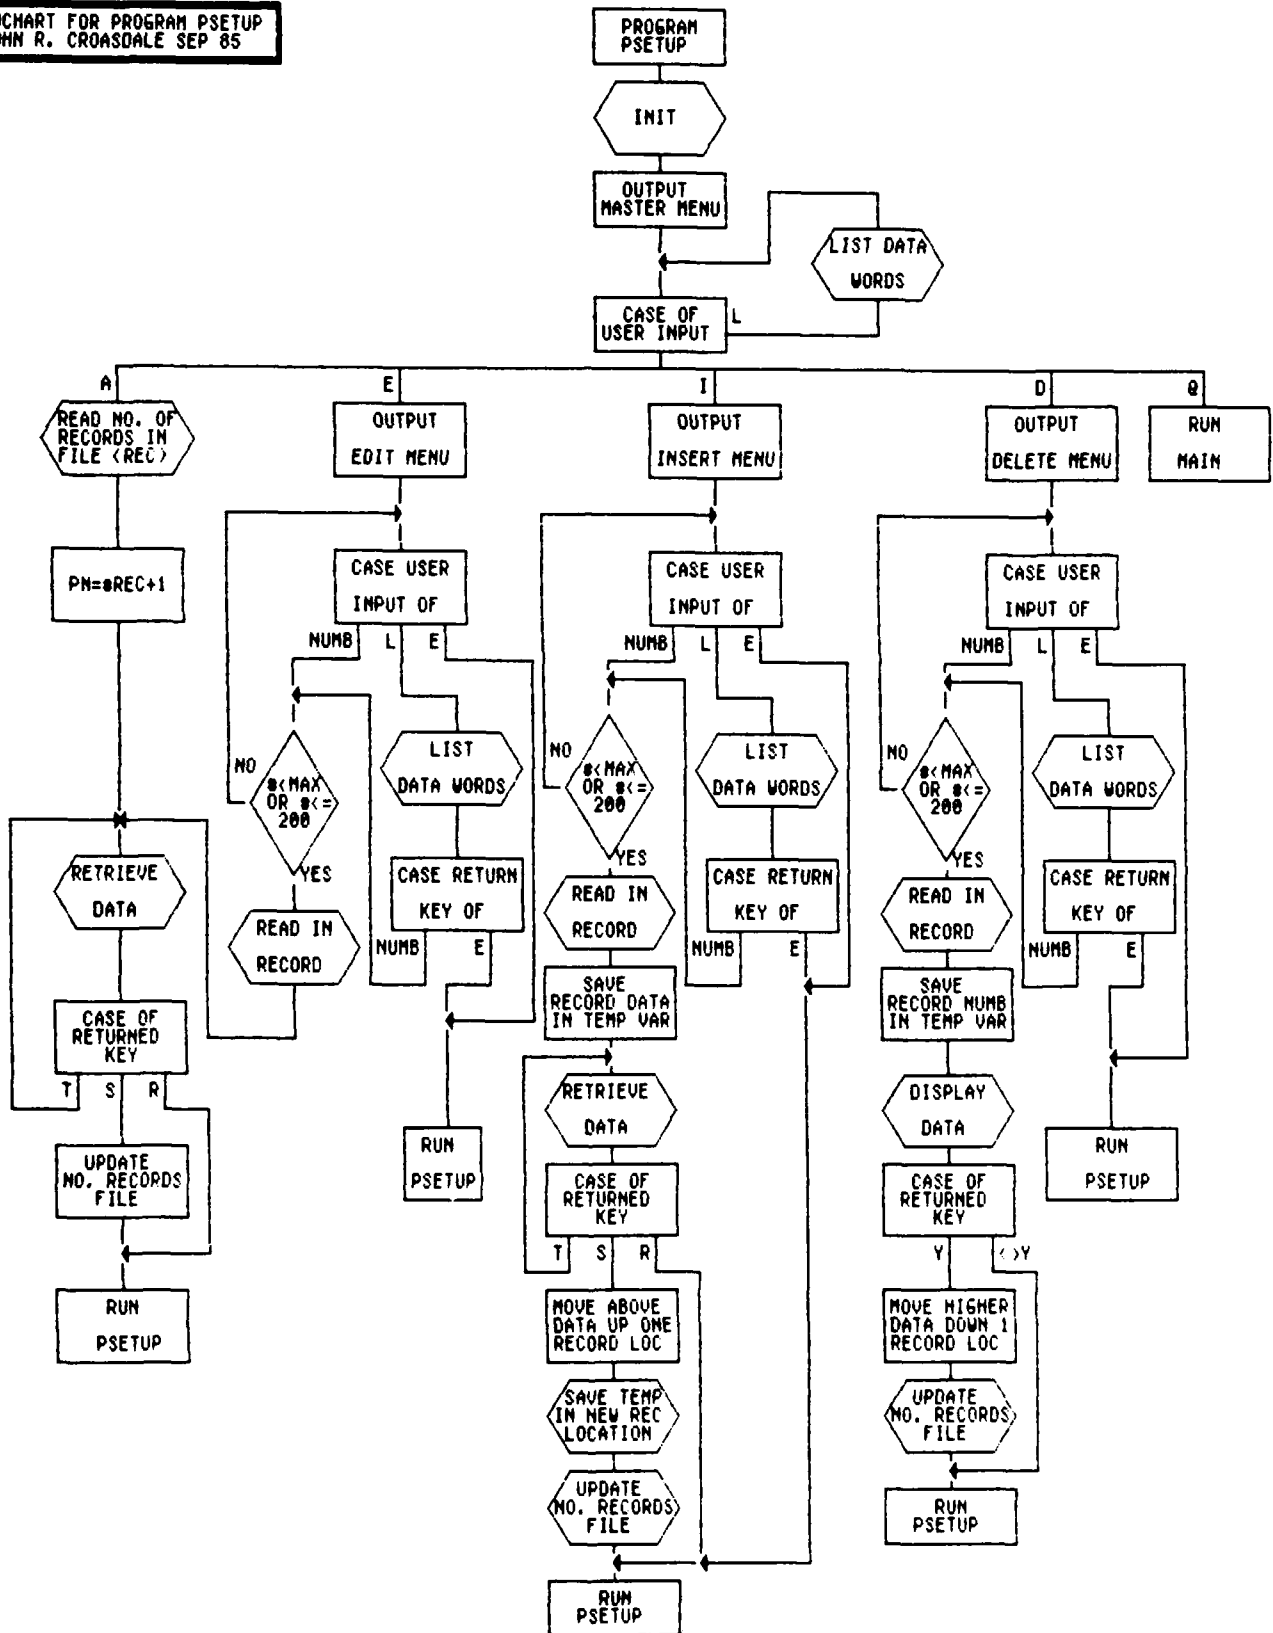 CHART FOR PROGRAM PSETUP
HN R. CROASDALE SEP 85
PROGRAM
PSETUP
INIT
OUTPUT
MASTER MENU
LIST DATA
WORDS
CASE OF
USER INPUT
L
A
E
I
D
Q
READ NO. OF
RECORDS IN
FILE (REC)
OUTPUT
EDIT MENU
OUTPUT
INSERT MENU
OUTPUT
DELETE MENU
RUN
MAIN
PN=#REC+1
CASE USER
INPUT OF
CASE USER
INPUT OF
CASE USER
INPUT OF
NUMB
L
E
NUMB
L
E
NUMB
L
E
NO
#<MAX
OR #<=
200
YES
LIST
DATA WORDS
NO
#<MAX
OR #<=
200
YES
LIST
DATA WORDS
NO
#<MAX
OR #<=
200
YES
LIST
DATA WORDS
RETRIEVE
DATA
READ IN
RECORD
CASE RETURN
KEY OF
NUMB
E
READ IN
RECORD
CASE RETURN
KEY OF
NUMB
E
READ IN
RECORD
CASE RETURN
KEY OF
NUMB
E
CASE OF
RETURNED
KEY
T
S
R
SAVE
RECORD DATA
IN TEMP VAR
SAVE
RECORD NUMB
IN TEMP VAR
RETRIEVE
DATA
DISPLAY
DATA
UPDATE
NO. RECORDS
FILE
RUN
PSETUP
RUN
PSETUP
CASE OF
RETURNED
KEY
T
S
R
CASE OF
RETURNED
KEY
Y
<>Y
RUN
PSETUP
MOVE ABOVE
DATA UP ONE
RECORD LOC
MOVE HIGHER
DATA DOWN 1
RECORD LOC
SAVE TEMP
IN NEW REC
LOCATION
UPDATE
NO. RECORDS
FILE
UPDATE
NO. RECORDS
FILE
RUN
PSETUP
RUN
PSETUP